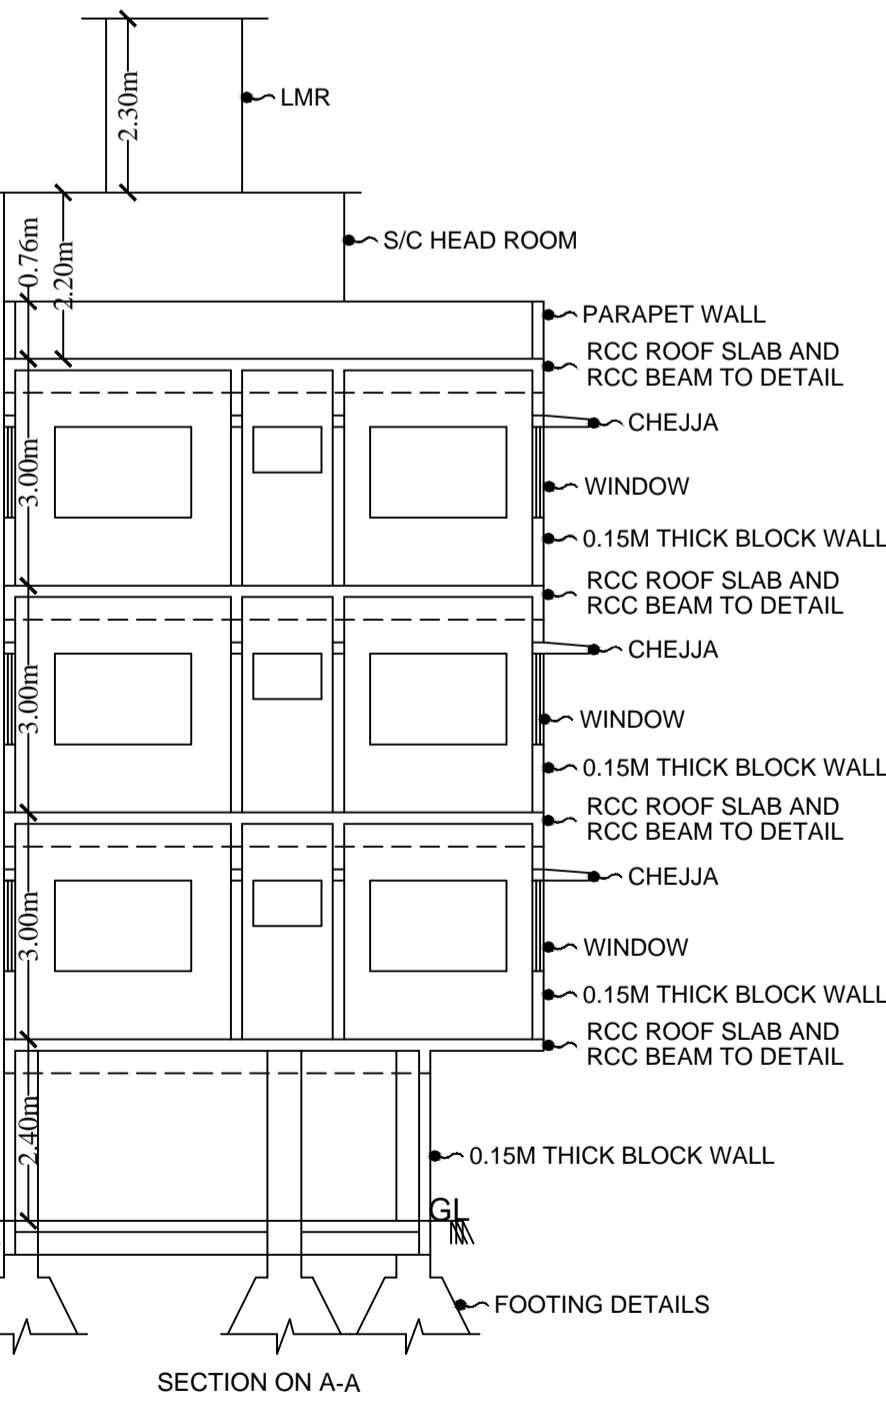 2.30m
LMR
0.76m
2.20m
S/C HEAD ROOM
PARAPET WALL
RCC ROOF SLAB AND
RCC BEAM TO DETAIL
CHEJJA
3.00m
WINDOW
0.15M THICK BLOCK WALL
RCC ROOF SLAB AND
RCC BEAM TO DETAIL
CHEJJA
3.00m
WINDOW
0.15M THICK BLOCK WALL
RCC ROOF SLAB AND
RCC BEAM TO DETAIL
CHEJJA
3.00m
WINDOW
0.15M THICK BLOCK WALL
RCC ROOF SLAB AND
RCC BEAM TO DETAIL
2.40m
0.15M THICK BLOCK WALL
GL
FOOTING DETAILS
SECTION ON A-A